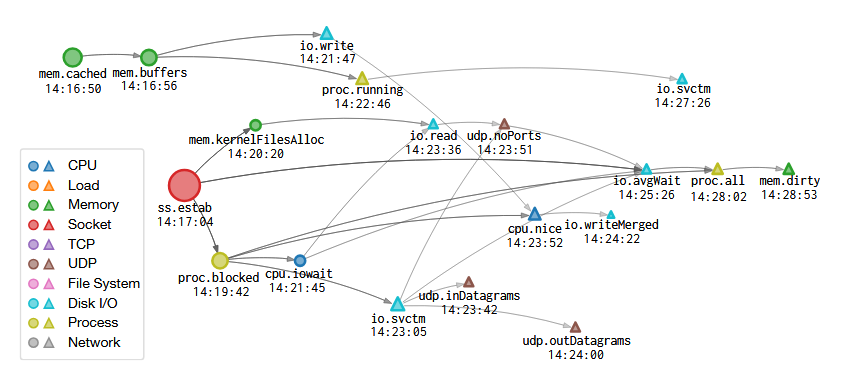 io.write
14:21:47
mem.cached
14:16:50
mem.buffers
14:16:56
proc.running
14:22:46
io.svctm
14:27:26
mem.kernelFilesAlloc
14:20:20
io.read
14:23:36
udp.noPorts
14:23:51
ss.estab
14:17:04
io.avgWait
14:25:26
proc.all
14:28:02
mem.dirty
14:28:53
cpu.nice
14:23:52
io.writeMerged
14:24:22
proc.blocked
14:19:42
cpu.iowait
14:21:45
udp.inDatagrams
14:23:42
io.svctm
14:23:05
udp.outDatagrams
14:24:00
CPU
Load
Memory
Socket
TCP
UDP
File System
Disk I/O
Process
Network